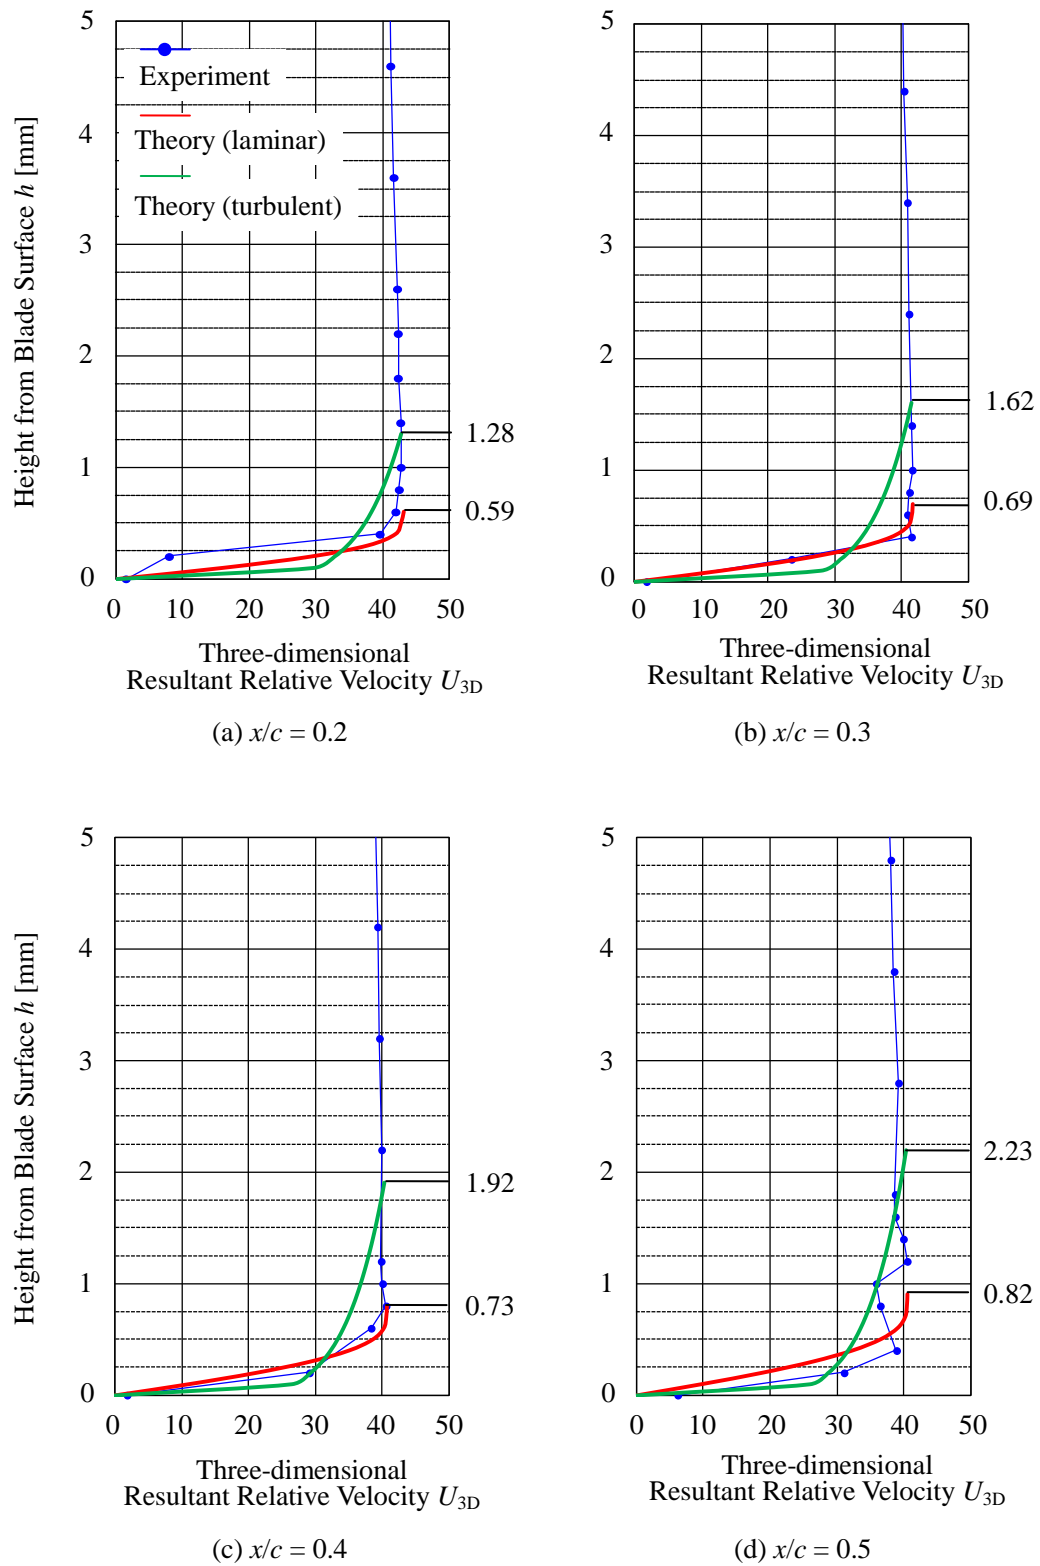 5
4
3
2
1
0
Height from Blade Surface h [mm]
Experiment
Theory (laminar)
Theory (turbulent)
1.28
0.59
0 10 20 30 40 50
Three-dimensional
Resultant Relative Velocity U3D
(a) x/c = 0.2
5
4
3
2
1
0
1.62
0.69
0 10 20 30 40 50
Three-dimensional
Resultant Relative Velocity U3D
(b) x/c = 0.3
5
4
3
2
1
0
Height from Blade Surface h [mm]
1.92
0.73
0 10 20 30 40 50
Three-dimensional
Resultant Relative Velocity U3D
(c) x/c = 0.4
5
4
3
2
1
0
2.23
0.82
0 10 20 30 40 50
Three-dimensional
Resultant Relative Velocity U3D
(d) x/c = 0.5